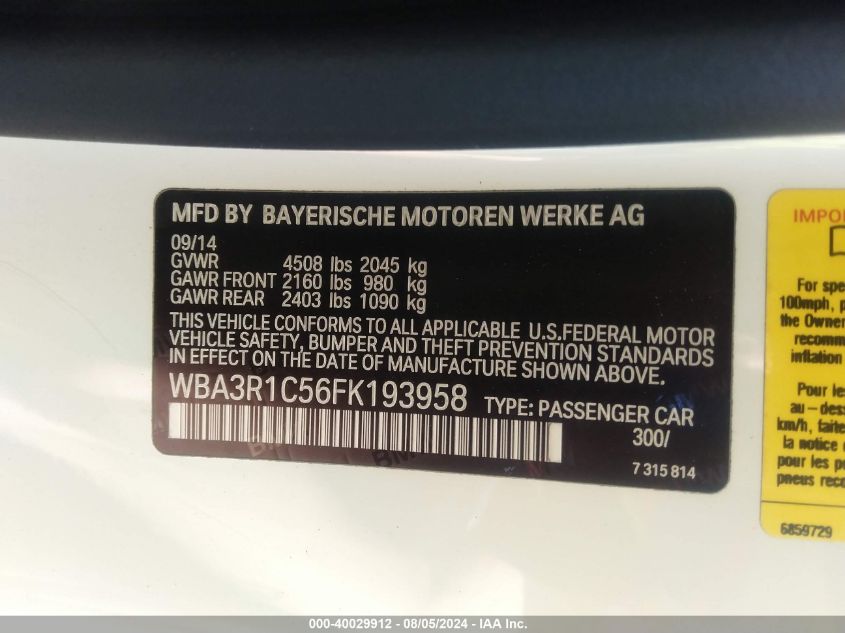 MFD BY BAYERISCHE MOTOREN WERKE AG
09/14
GVWR 4508 lbs 2045 kg
GAWR FRONT 2160 lbs 980 kg
GAWR REAR 2403 lbs 1090 kg
THIS VEHICLE CONFORMS TO ALL APPLICABLE U.S.FEDERAL MOTOR
VEHICLE SAFETY, BUMPER AND THEFT PREVENTION STANDARDS
IN EFFECT ON THE DATE OF MANUFACTURE SHOWN ABOVE.
WBA3R1C56FK193958 TYPE: PASSENGER CAR
300/
7 315 814
IMPO
For spe
100mph, p
the Owner
recomm
inflation
Pour le
au – dess
km/h, faite
la notice
pour les p
pneus reco
6859729
000-40029912 - 08/05/2024 - IAA Inc.